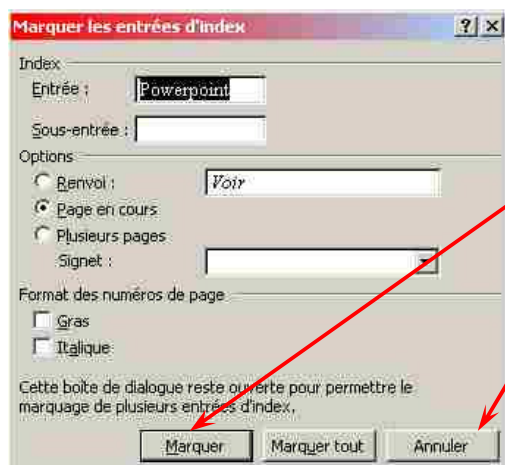 Marquer les entrées d'index
Index
Entrée : Powerpoint
Sous-entrée :
Options
Renvoi : Voir
Page en cours
Plusieurs pages
Signet :
Format des numéros de page
Gras
Italique
Cette boîte de dialogue reste ouverte pour permettre le
marquage de plusieurs entrées d'index.
Marquer Marquer tout Annuler